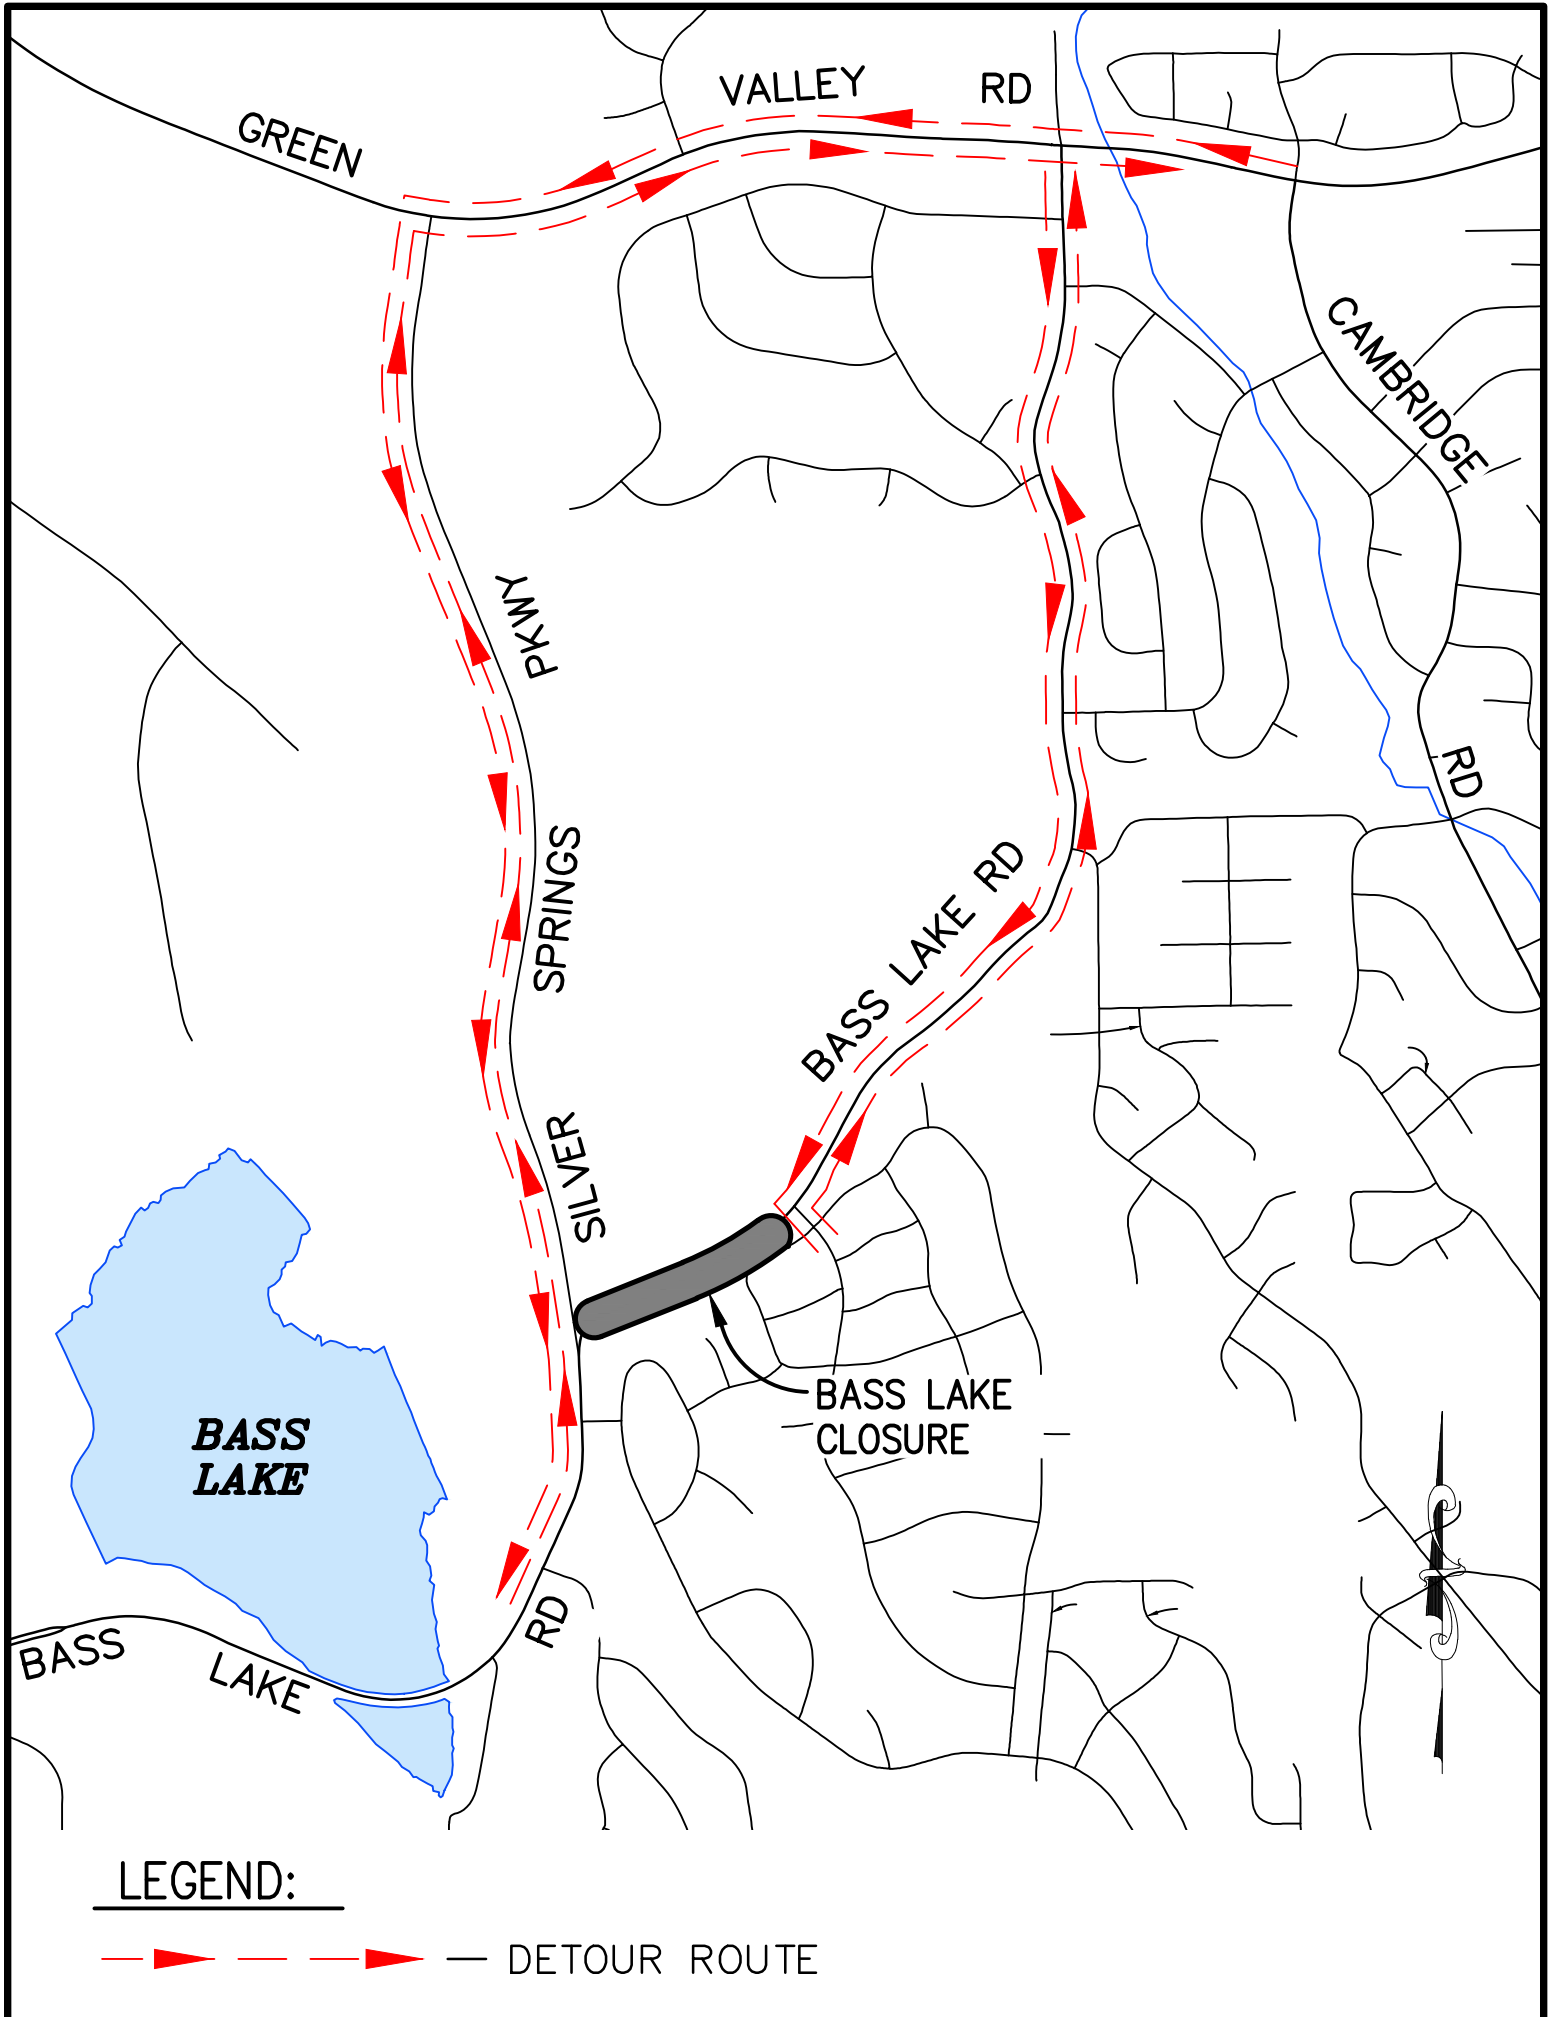 VALLEY RD
GREEN
CAMBRIDGE
PKWY
RD
SPRINGS
BASS LAKE RD
SILVER
BASS LAKE
CLOSURE
BASS
LAKE
RD
BASS
LAKE
LEGEND:
DETOUR ROUTE